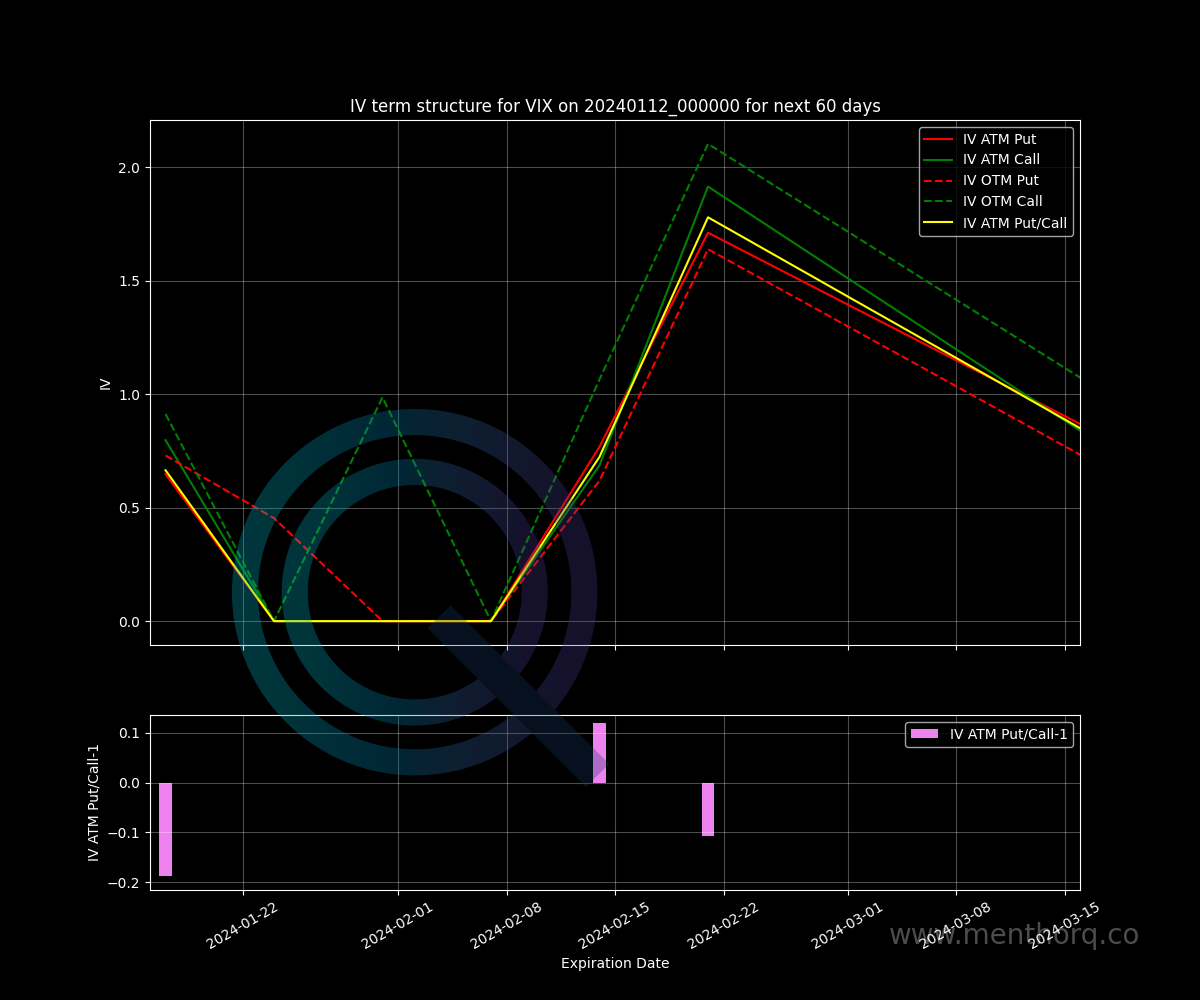 IV term structure for VIX on 20240112_000000 for next 60 days
IV
2.0
1.5
1.0
0.5
0.0
IV ATM Put
IV ATM Call
IV OTM Put
IV OTM Call
IV ATM Put/Call
IV ATM Put/Call-1
0.1
0.0
−0.1
−0.2
IV ATM Put/Call-1
2024-01-22
2024-02-01
2024-02-08
2024-02-15
2024-02-22
2024-03-01
2024-03-08
2024-03-15
www.menthorq.co
Expiration Date